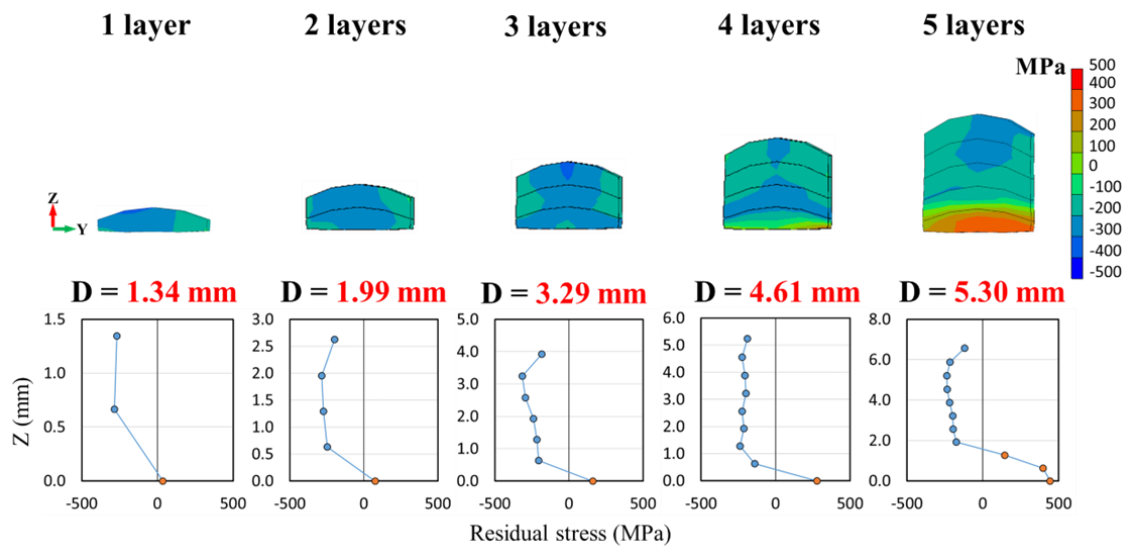 1 layer
2 layers
3 layers
4 layers
5 layers
MPa
500
400
300
200
100
0
-100
-200
-300
-400
-500
Z
Y
D = 1.34 mm
D = 1.99 mm
D = 3.29 mm
D = 4.61 mm
D = 5.30 mm
Z (mm)
1.5
1.0
0.5
0.0
-500 0 500
3.0
2.5
2.0
1.5
1.0
0.5
0.0
-500 0 500
5.0
4.0
3.0
2.0
1.0
0.0
-500 0 500
6.0
5.0
4.0
3.0
2.0
1.0
0.0
-500 0 500
8.0
6.0
4.0
2.0
0.0
-500 0 500
Residual stress (MPa)